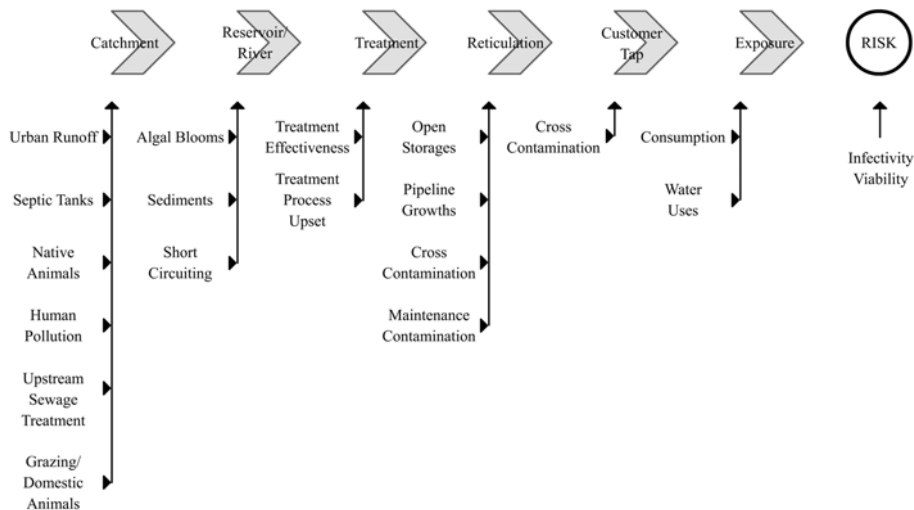 Catchment
Reservoir/
River
Treatment
Reticulation
Customer
Tap
Exposure
RISK
Urban Runoff
Septic Tanks
Native
Animals
Human
Pollution
Upstream
Sewage
Treatment
Grazing/
Domestic
Animals
Algal Blooms
Sediments
Short
Circuiting
Treatment
Effectiveness
Treatment
Process
Upset
Open
Storages
Pipeline
Growths
Cross
Contamination
Maintenance
Contamination
Cross
Contamination
Consumption
Water
Uses
Infectivity
Viability